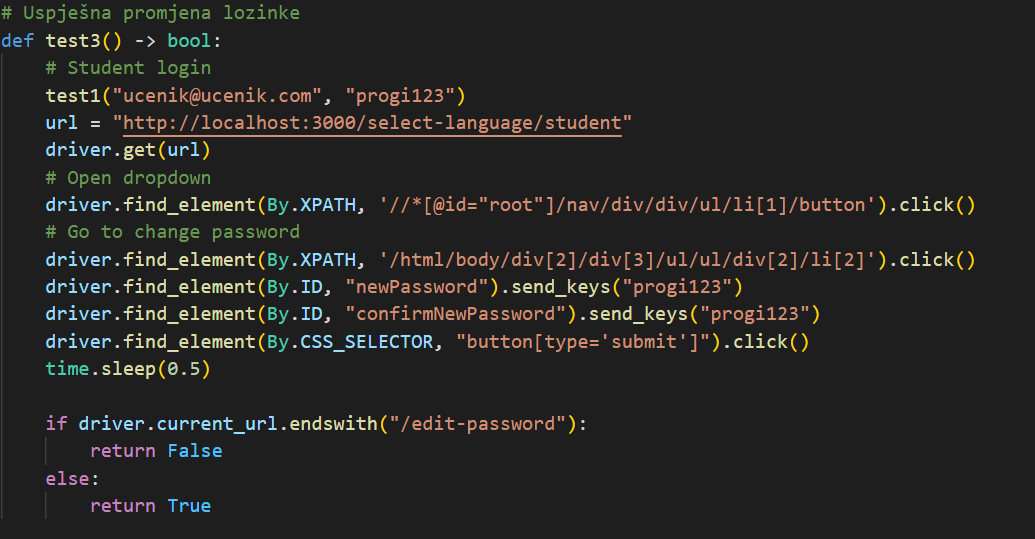 # Uspješna promjena lozinke
def test3() -> bool:
    # Student login
    test1("ucenik@ucenik.com", "progi123")
    url = "http://localhost:3000/select-language/student"
    driver.get(url)
    # Open dropdown
    driver.find_element(By.XPATH, '//*[@id="root"]/nav/div/div/ul/li[1]/button').click()
    # Go to change password
    driver.find_element(By.XPATH, '/html/body/div[2]/div[3]/ul/ul/div[2]/li[2]').click()
    driver.find_element(By.ID, "newPassword").send_keys("progi123")
    driver.find_element(By.ID, "confirmNewPassword").send_keys("progi123")
    driver.find_element(By.CSS_SELECTOR, "button[type='submit']").click()
    time.sleep(0.5)

    if driver.current_url.endswith("/edit-password"):
        return False
    else:
        return True